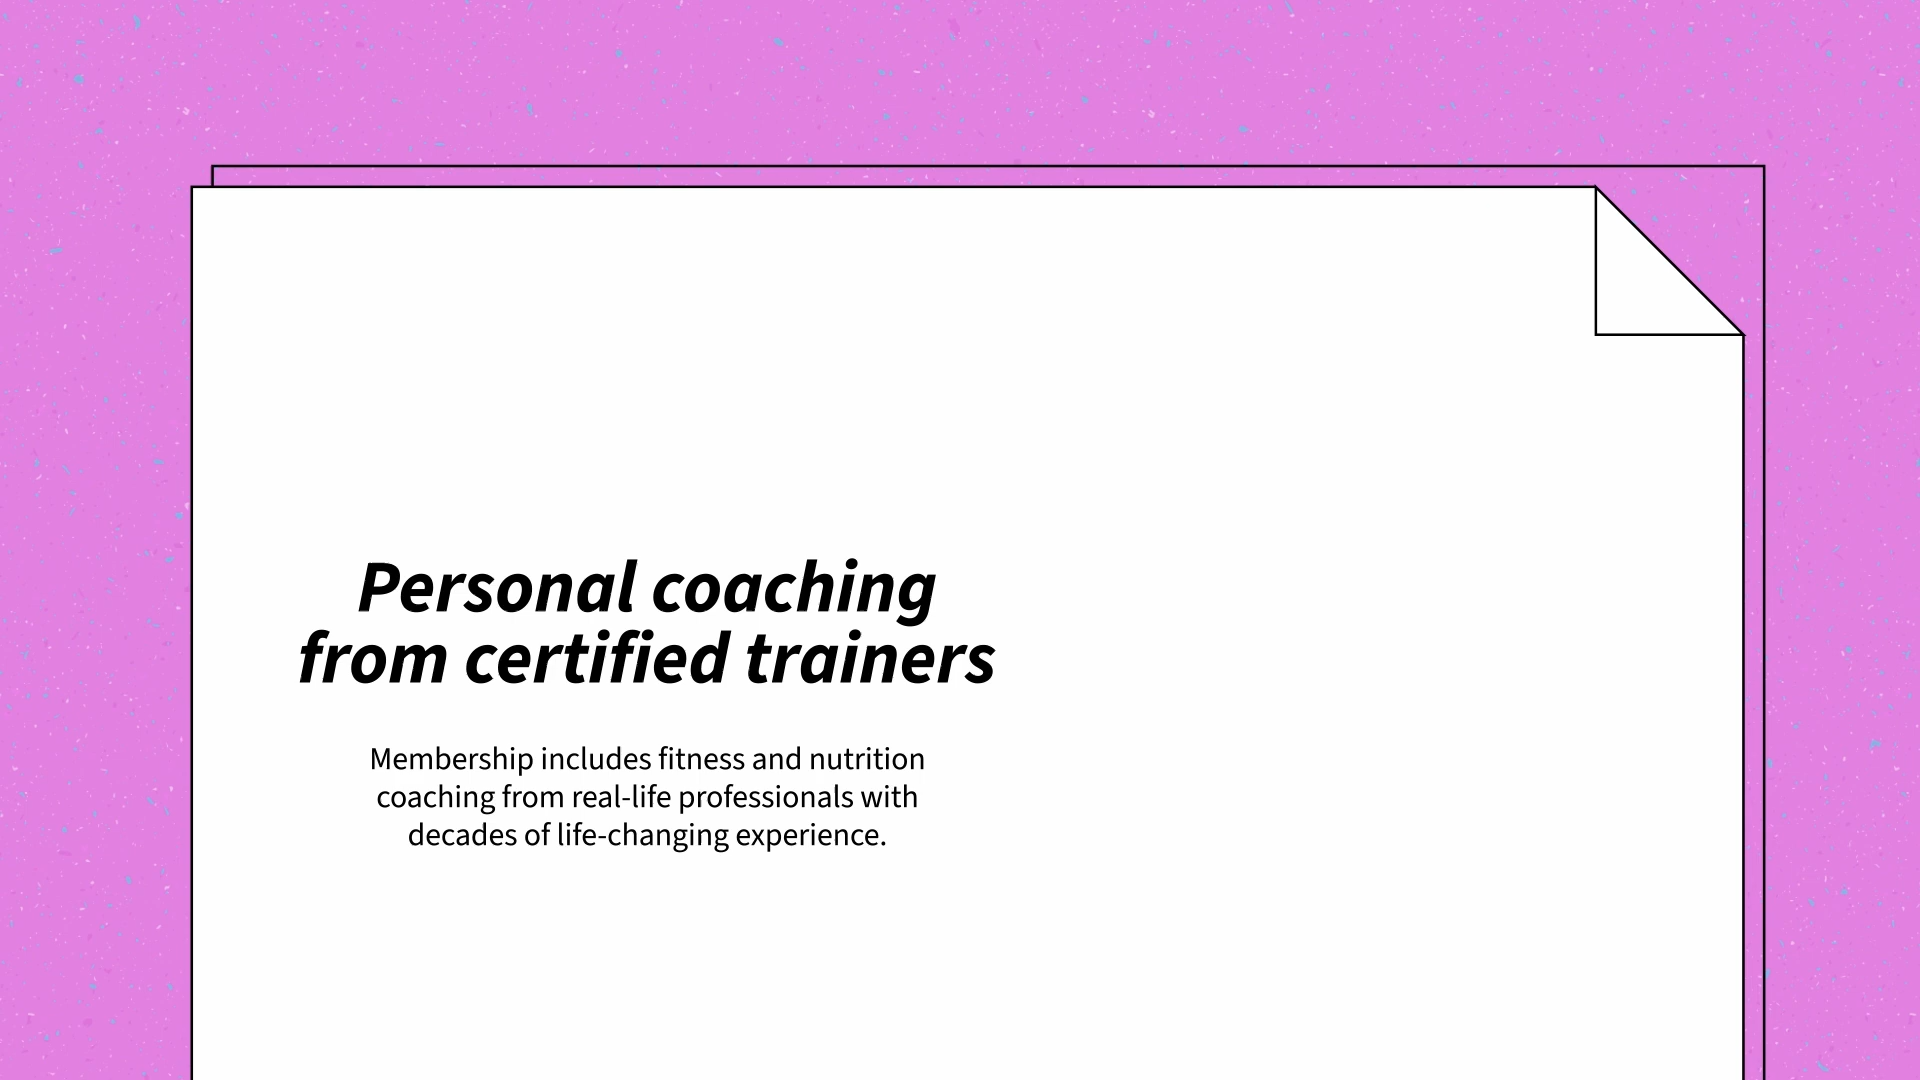 Personal coaching
from certified trainers
Membership includes fitness and nutrition
coaching from real-life professionals with
decades of life-changing experience.